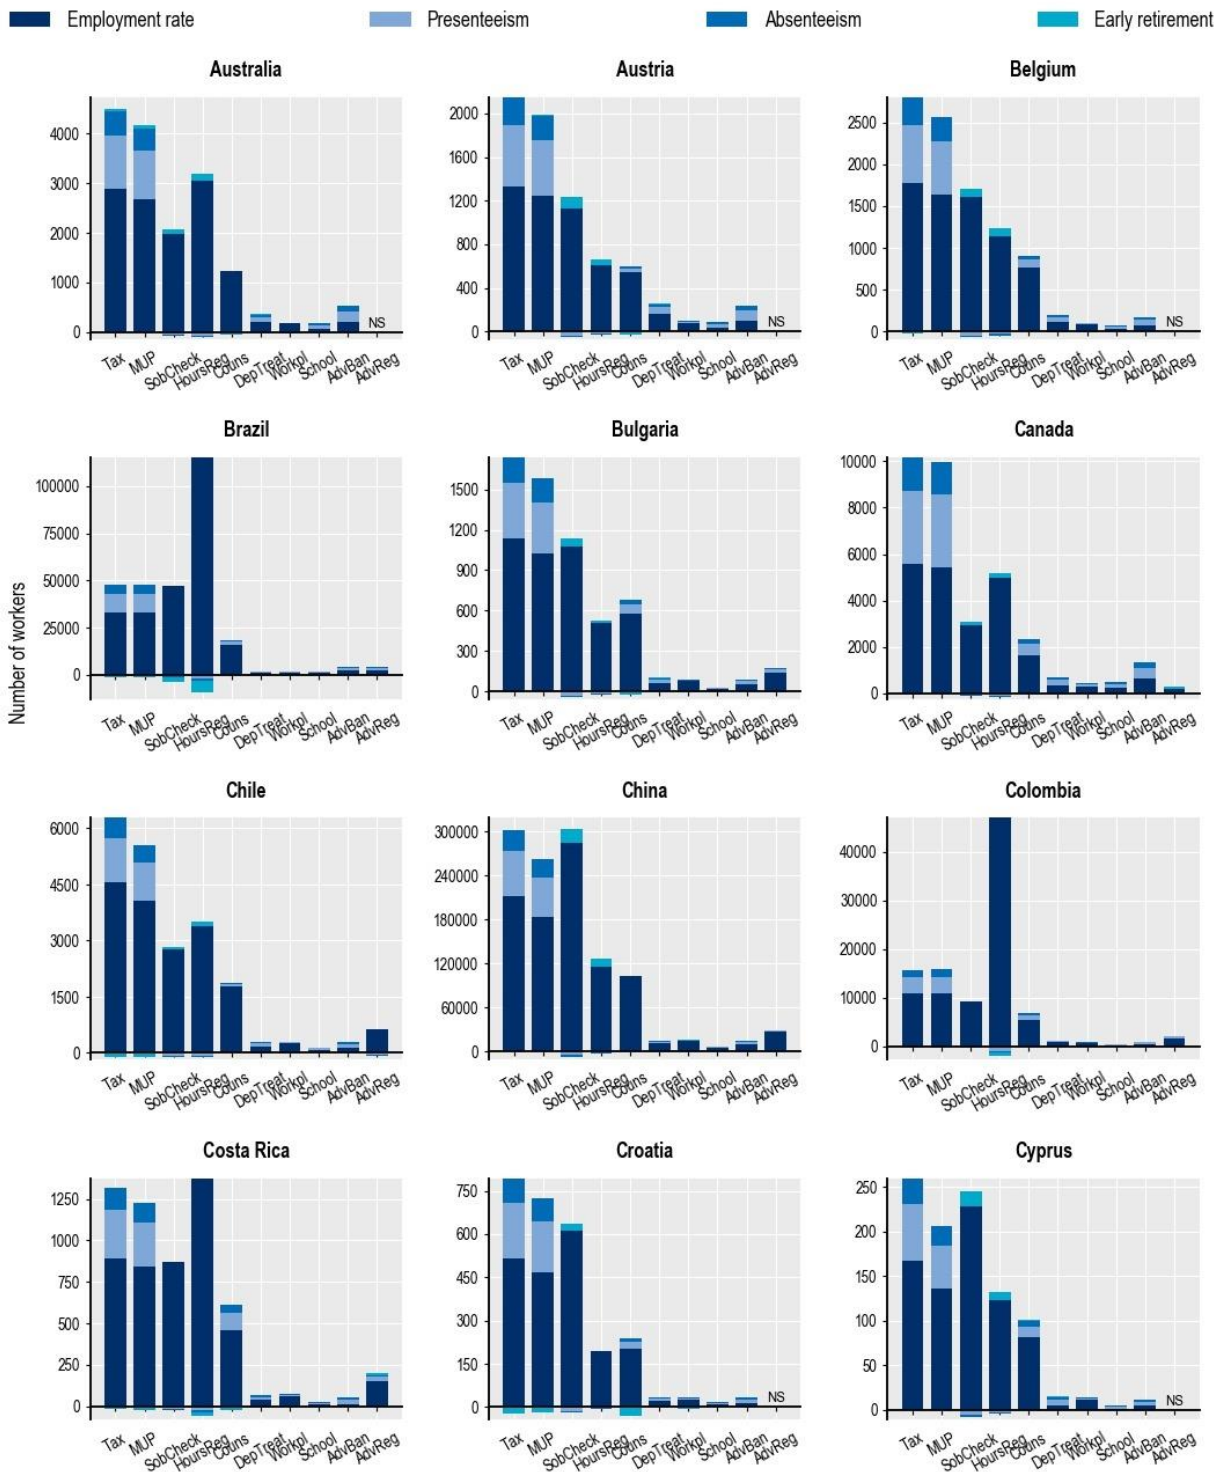 Employment rate Presenteeism Absenteeism Early retirement
Number of workers
Australia
4000
3000
2000
1000
0
NS
Tax MUP SobCheck HoursReg Couns DepTreat Workpl School AdvBan AdvReg
Austria
2000
1600
1200
800
400
0
NS
Tax MUP SobCheck HoursReg Couns DepTreat Workpl School AdvBan AdvReg
Belgium
2500
2000
1500
1000
500
0
NS
Tax MUP SobCheck HoursReg Couns DepTreat Workpl School AdvBan AdvReg
Brazil
100000
75000
50000
25000
0
Tax MUP SobCheck HoursReg Couns DepTreat Workpl School AdvBan AdvReg
Bulgaria
1500
1200
900
600
300
0
Tax MUP SobCheck HoursReg Couns DepTreat Workpl School AdvBan AdvReg
Canada
10000
8000
6000
4000
2000
0
Tax MUP SobCheck HoursReg Couns DepTreat Workpl School AdvBan AdvReg
Chile
6000
4500
3000
1500
0
Tax MUP SobCheck HoursReg Couns DepTreat Workpl School AdvBan AdvReg
China
300000
240000
180000
120000
60000
0
Tax MUP SobCheck HoursReg Couns DepTreat Workpl School AdvBan AdvReg
Colombia
40000
30000
20000
10000
0
Tax MUP SobCheck HoursReg Couns DepTreat Workpl School AdvBan AdvReg
Costa Rica
1250
1000
750
500
250
0
Tax MUP SobCheck HoursReg Couns DepTreat Workpl School AdvBan AdvReg
Croatia
750
600
450
300
150
0
NS
Tax MUP SobCheck HoursReg Couns DepTreat Workpl School AdvBan AdvReg
Cyprus
250
200
150
100
50
0
NS
Tax MUP SobCheck HoursReg Couns DepTreat Workpl School AdvBan AdvReg